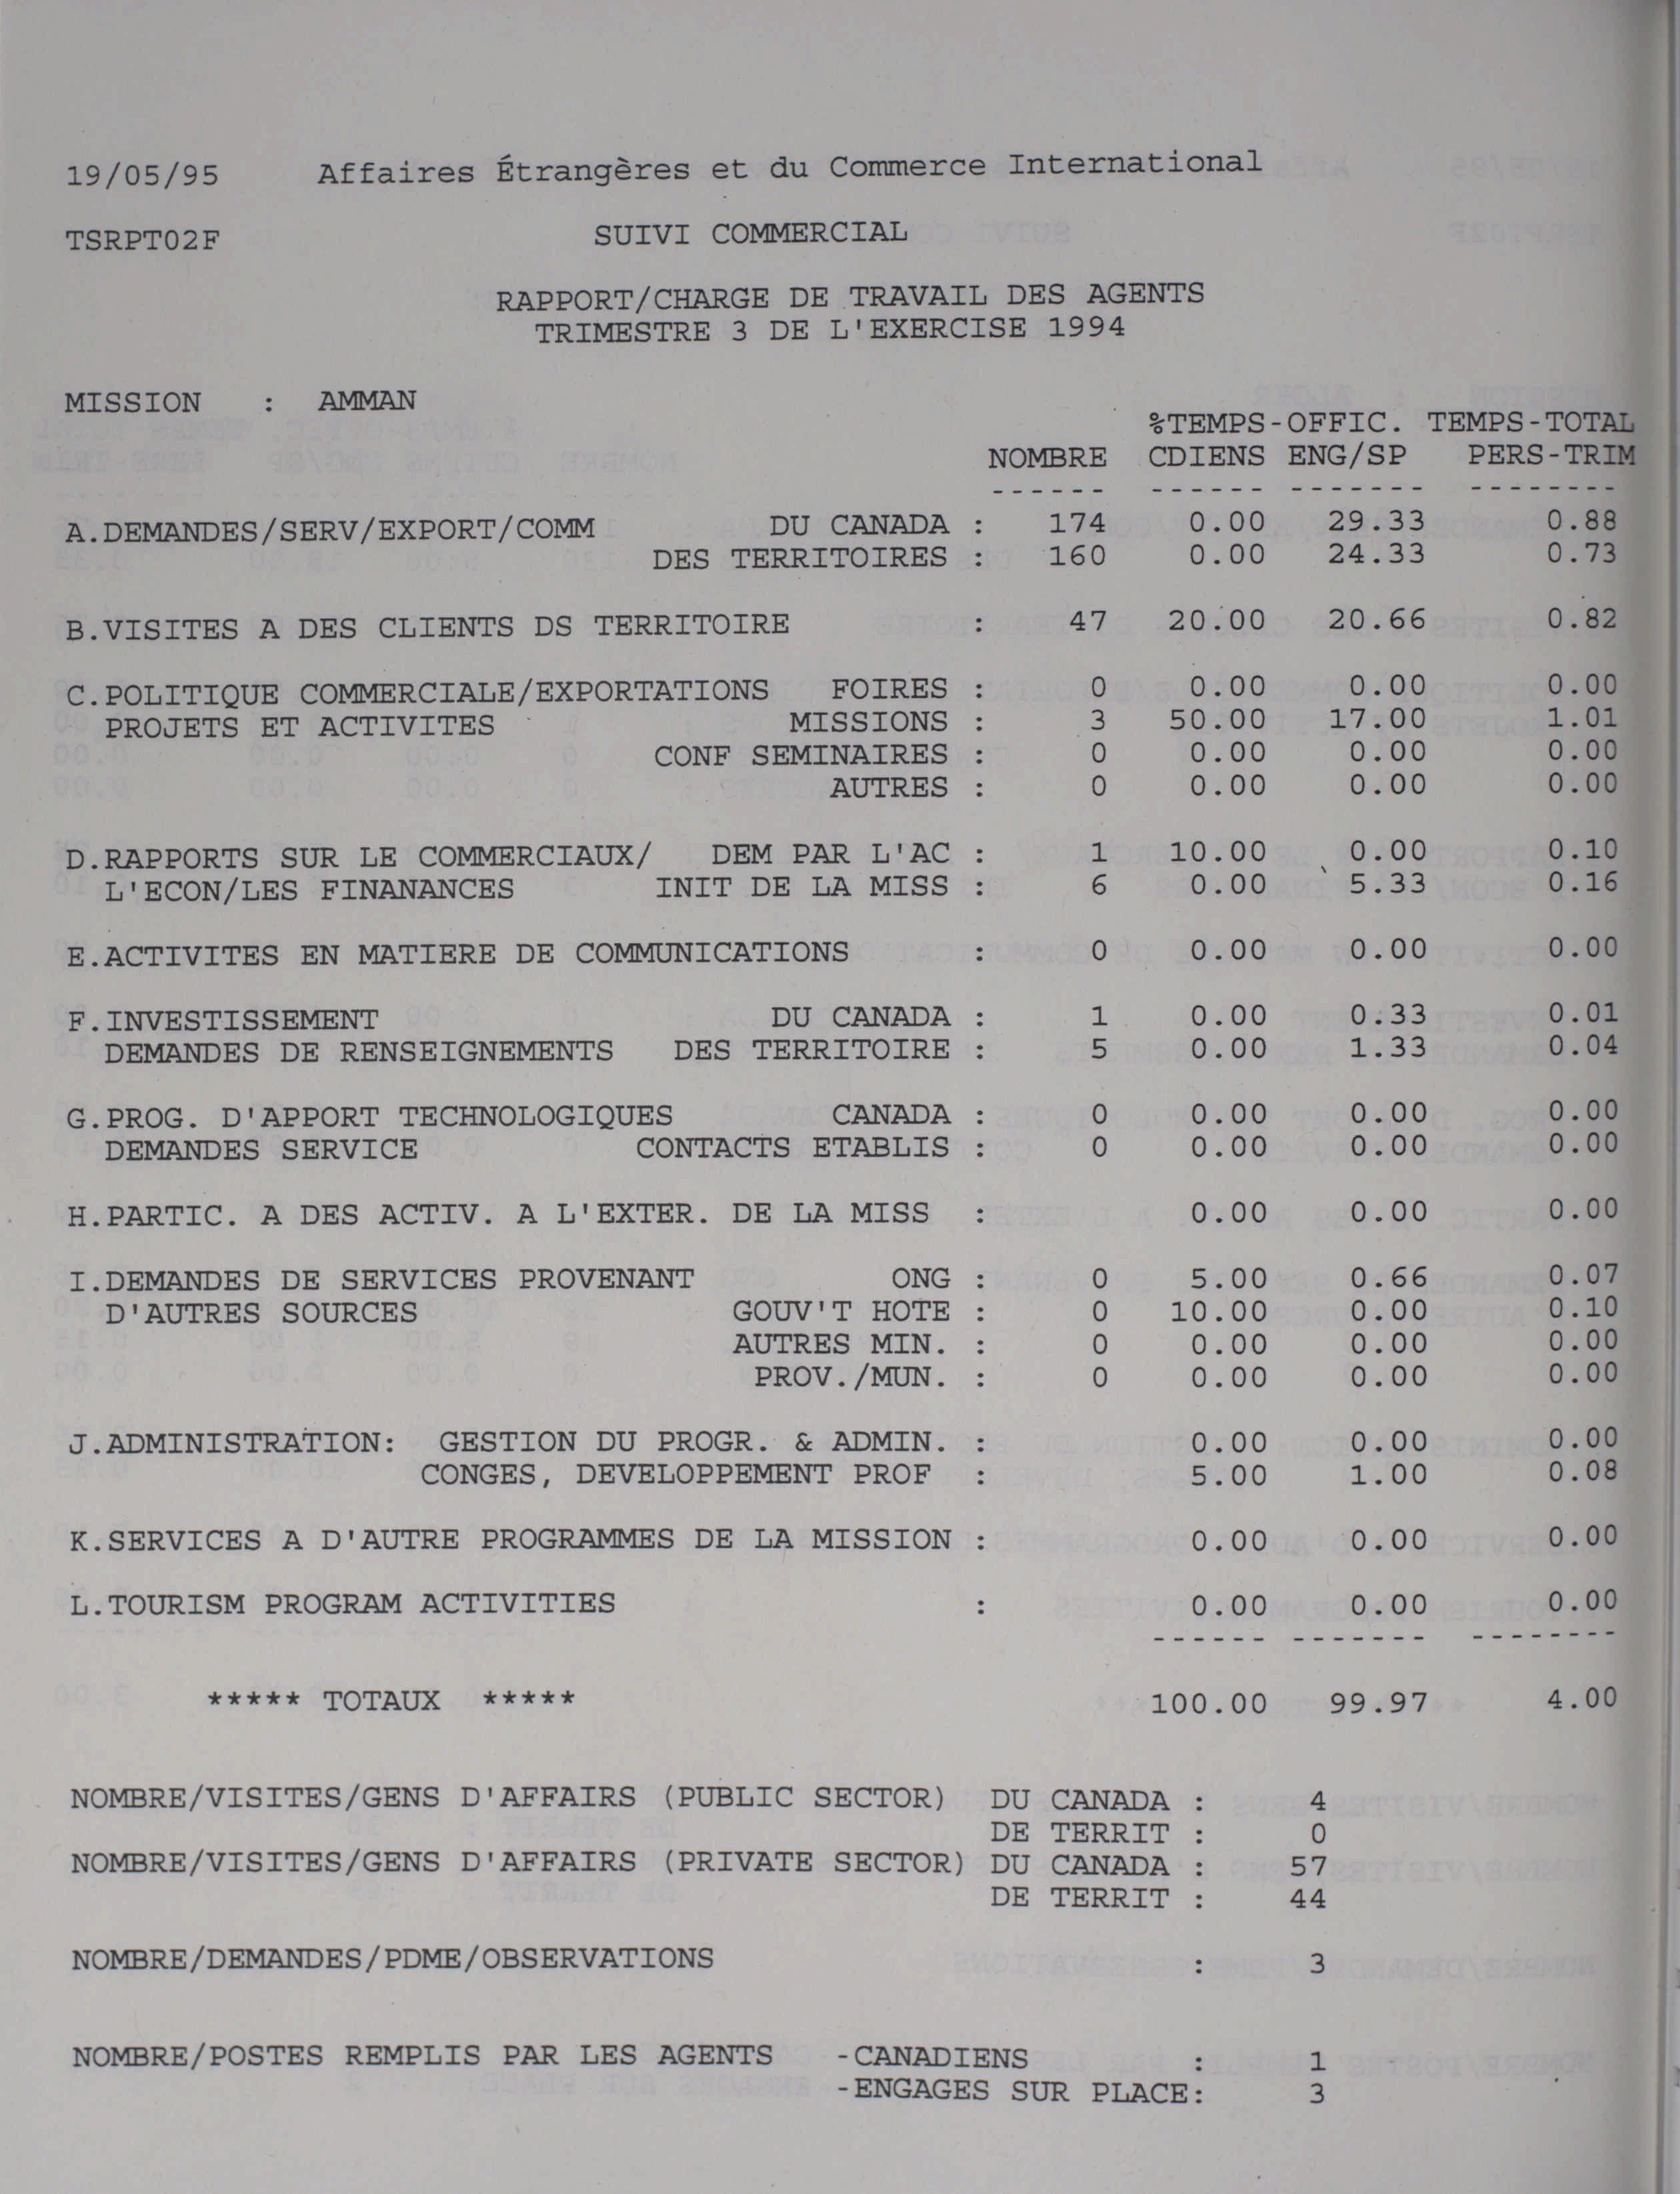 19/05/95 Affaires Étrangères et du Commerce International
TSRPT02F SUIVI COMMERCIAL
RAPPORT/CHARGE DE TRAVAIL DES AGENTS
TRIMESTRE 3 DE L'EXERCISE 1994
MISSION : AMMAN
%TEMPS-OFFIC. TEMPS-TOTAL
NOMBRE CDIENS ENG/SP PERS-TRIM
------ ------ ------- --------
A.DEMANDES/SERV/EXPORT/COMM DU CANADA : 174 0.00 29.33 0.88
DES TERRITOIRES : 160 0.00 24.33 0.73
B.VISITES A DES CLIENTS DS TERRITOIRE : 47 20.00 20.66 0.82
C.POLITIQUE COMMERCIALE/EXPORTATIONS FOIRES : 0 0.00 0.00 0.00
PROJETS ET ACTIVITES MISSIONS : 3 50.00 17.00 1.01
CONF SEMINAIRES : 0 0.00 0.00 0.00
AUTRES : 0 0.00 0.00 0.00
D.RAPPORTS SUR LE COMMERCIAUX/ DEM PAR L'AC : 1 10.00 0.00 0.10
L'ECON/LES FINANANCES INIT DE LA MISS : 6 0.00 5.33 0.16
E.ACTIVITES EN MATIERE DE COMMUNICATIONS : 0 0.00 0.00 0.00
F.INVESTISSEMENT DU CANADA : 1 0.00 0.33 0.01
DEMANDES DE RENSEIGNEMENTS DES TERRITOIRE : 5 0.00 1.33 0.04
G.PROG. D'APPORT TECHNOLOGIQUES CANADA : 0 0.00 0.00 0.00
DEMANDES SERVICE CONTACTS ETABLIS : 0 0.00 0.00 0.00
H.PARTIC. A DES ACTIV. A L'EXTER. DE LA MISS : 0.00 0.00 0.00
I.DEMANDES DE SERVICES PROVENANT ONG : 0 5.00 0.66 0.07
D'AUTRES SOURCES GOUV'T HOTE : 0 10.00 0.00 0.10
AUTRES MIN. : 0 0.00 0.00 0.00
PROV./MUN. : 0 0.00 0.00 0.00
J.ADMINISTRATION: GESTION DU PROGR. & ADMIN. : 0.00 0.00 0.00
CONGES, DEVELOPPEMENT PROF : 5.00 1.00 0.08
K.SERVICES A D'AUTRE PROGRAMMES DE LA MISSION : 0.00 0.00 0.00
L.TOURISM PROGRAM ACTIVITIES : 0.00 0.00 0.00
------ ------- --------
***** TOTAUX ***** 100.00 99.97 4.00
NOMBRE/VISITES/GENS D'AFFAIRS (PUBLIC SECTOR) DU CANADA : 4
DE TERRIT : 0
NOMBRE/VISITES/GENS D'AFFAIRS (PRIVATE SECTOR) DU CANADA : 57
DE TERRIT : 44
NOMBRE/DEMANDES/PDME/OBSERVATIONS : 3
NOMBRE/POSTES REMPLIS PAR LES AGENTS -CANADIENS : 1
-ENGAGES SUR PLACE: 3